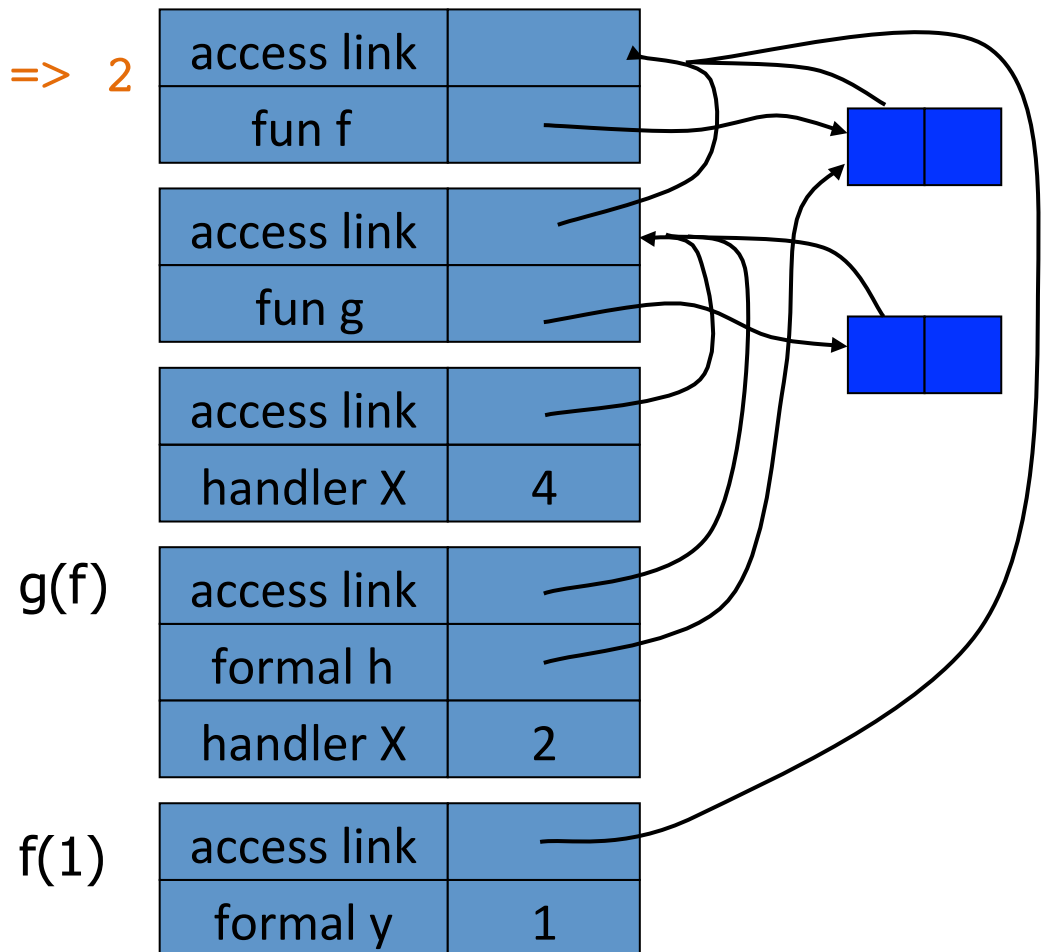 => 2
access link
fun f
access link
fun g
access link
handler X 4
g(f)
access link
formal h
handler X 2
f(1)
access link
formal y 1